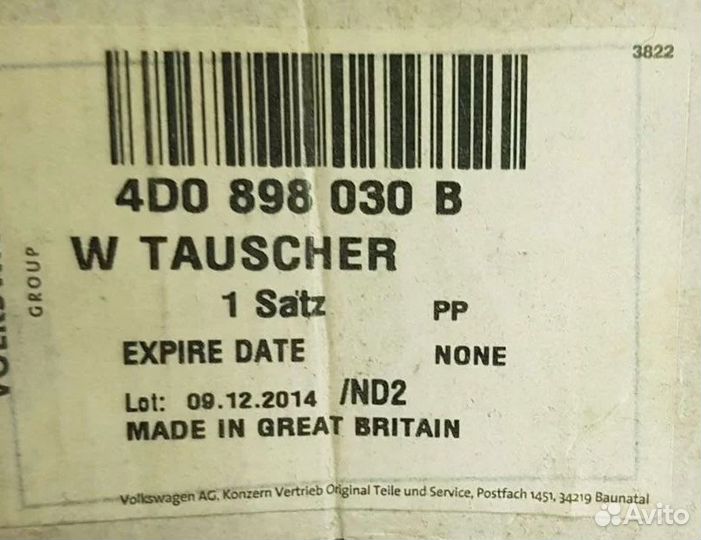 3822
4D0 898 030 B
W TAUSCHER
1 Satz PP
EXPIRE DATE NONE
Lot: 09.12.2014 /ND2
MADE IN GREAT BRITAIN
Volkswagen AG. Konzern Vertrieb Original Teile und Service, Postfach 1451, 34219 Baunatal
GROUP
Avito